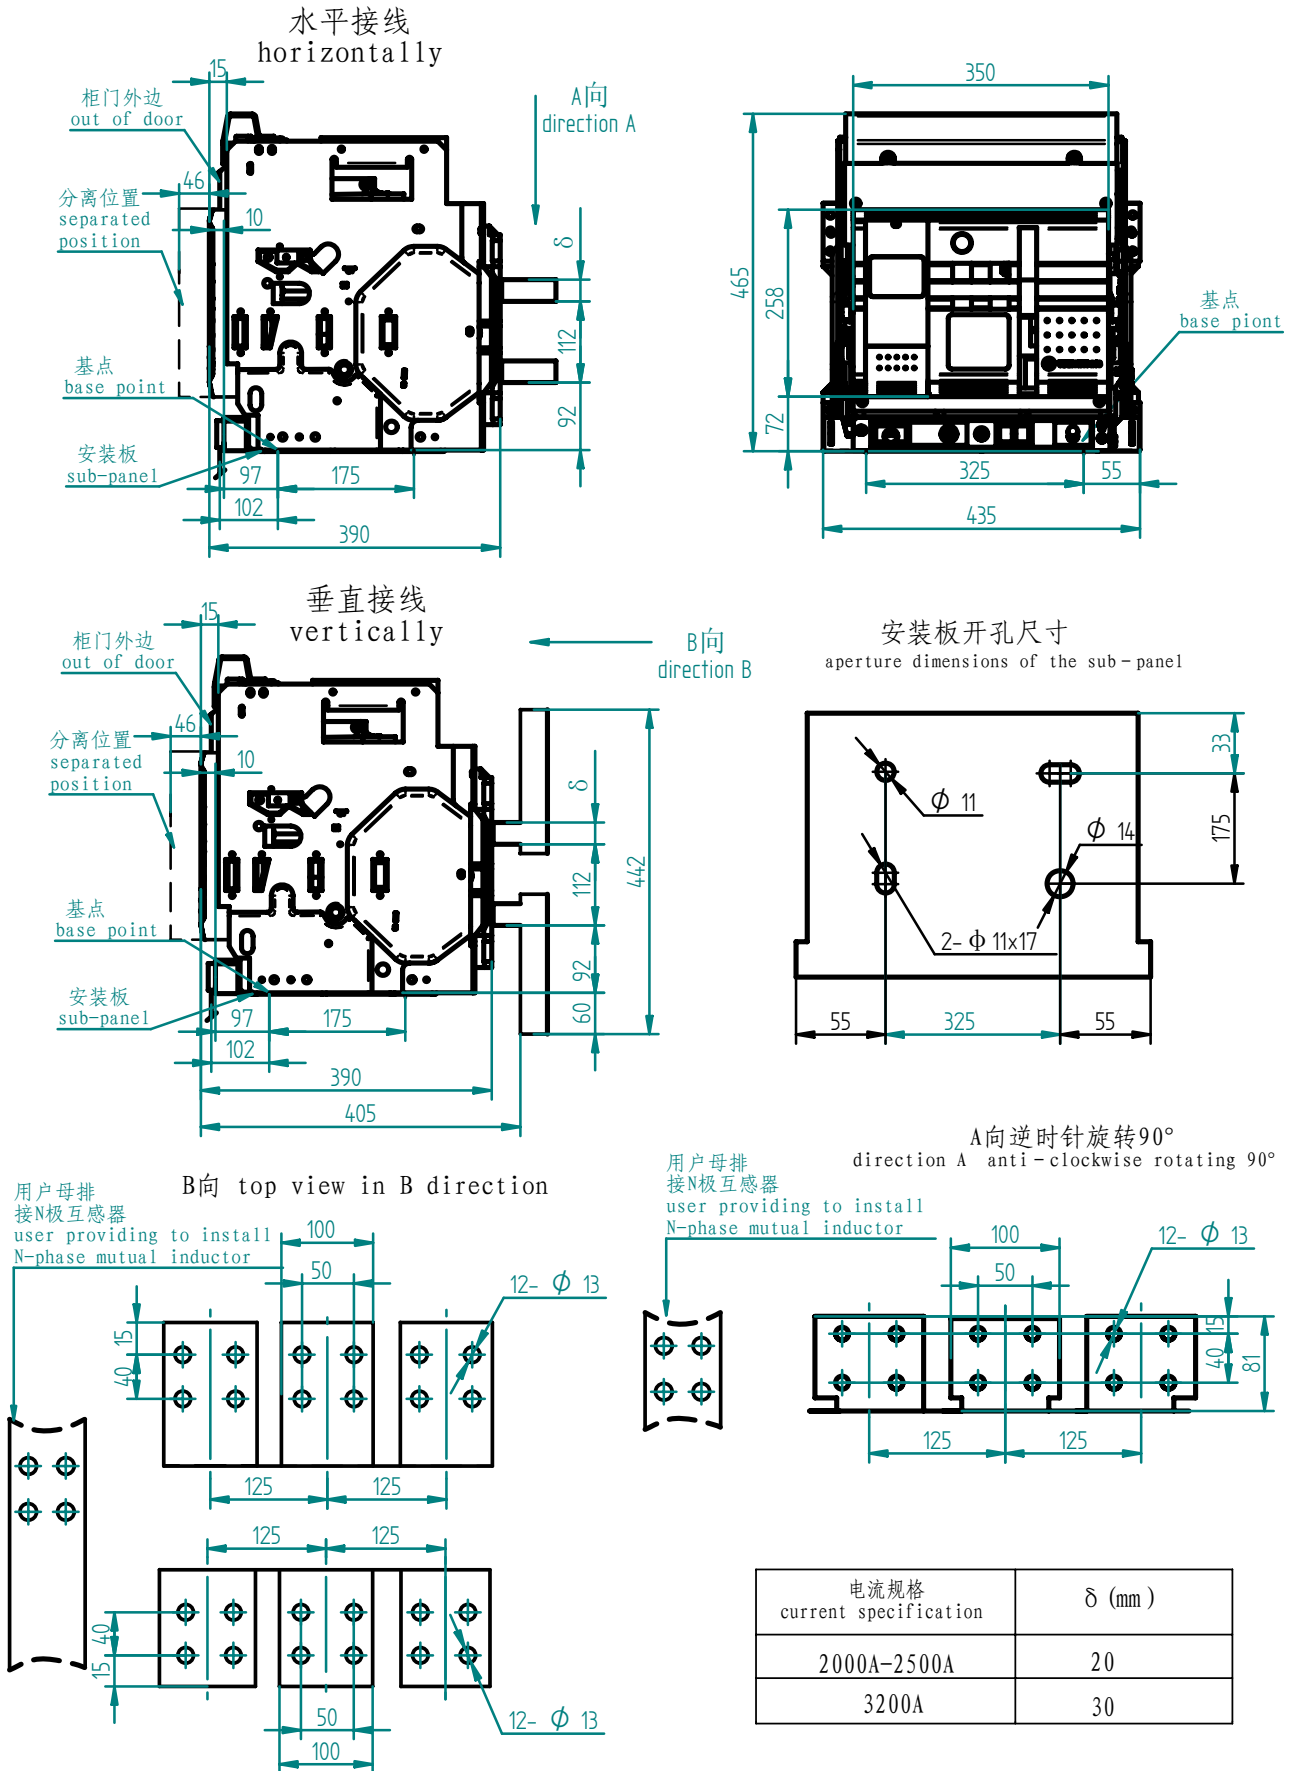 水平接线
horizontally
15
柜门外边
out of door
A向
direction A
46
分离位置
separated
position
10
δ
112
基点
base point
92
安装板
sub-panel
97
175
102
390
350
465
258
基点
base piont
72
325
55
435
垂直接线
vertically
15
柜门外边
out of door
B向
direction B
46
分离位置
separated
position
10
δ
442
112
基点
base point
92
安装板
sub-panel
60
97
175
102
390
405
安装板开孔尺寸
aperture dimensions of the sub-panel
33
ϕ 11
ϕ 14
175
2-ϕ 11x17
55
325
55
B向 top view in B direction
用户母排
接N极互感器
user providing to install
N-phase mutual inductor
100
50
12- ϕ 13
15
40
125
125
125
125
40
15
50
12- ϕ 13
100
A向逆时针旋转90°
direction A anti-clockwise rotating 90°
用户母排
接N极互感器
user providing to install
N-phase mutual inductor
100
12- ϕ 13
50
15
40
81
125
125
电流规格
current specification
δ (mm)
2000A-2500A
20
3200A
30